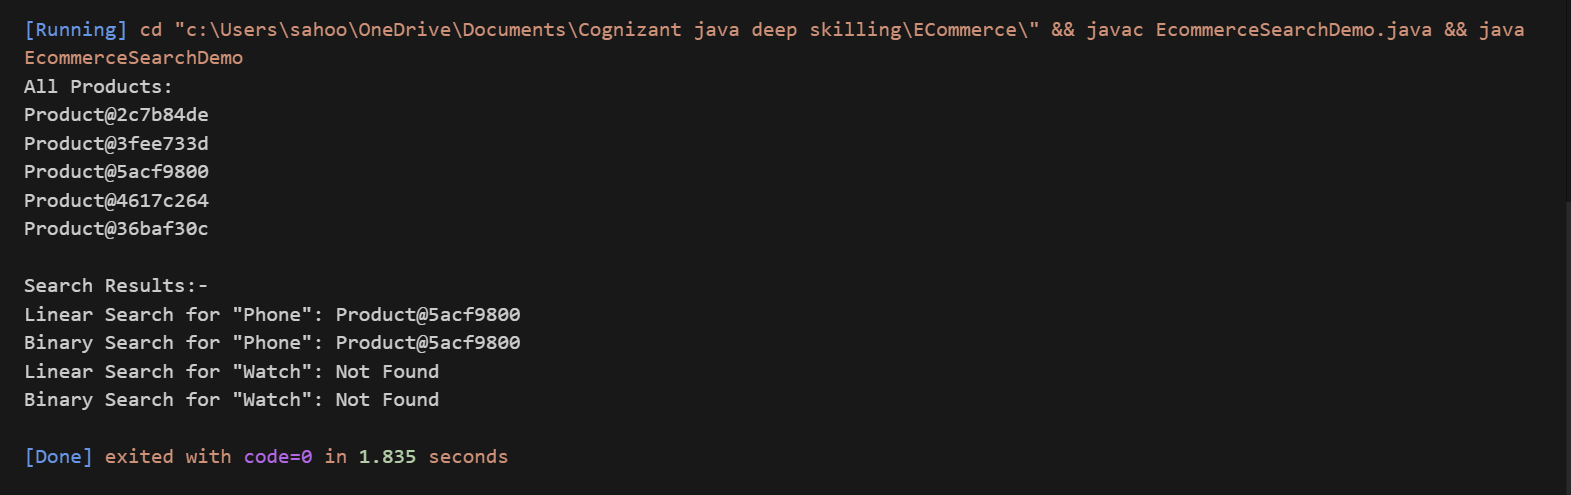 [Running] cd "c:\Users\sahoo\OneDrive\Documents\Cognizant java deep skilling\ECommerce\" && javac EcommerceSearchDemo.java && java
EcommerceSearchDemo
All Products:
Product@2c7b84de
Product@3fee733d
Product@5acf9800
Product@4617c264
Product@36baf30c

Search Results:-
Linear Search for "Phone": Product@5acf9800
Binary Search for "Phone": Product@5acf9800
Linear Search for "Watch": Not Found
Binary Search for "Watch": Not Found

[Done] exited with code=0 in 1.835 seconds